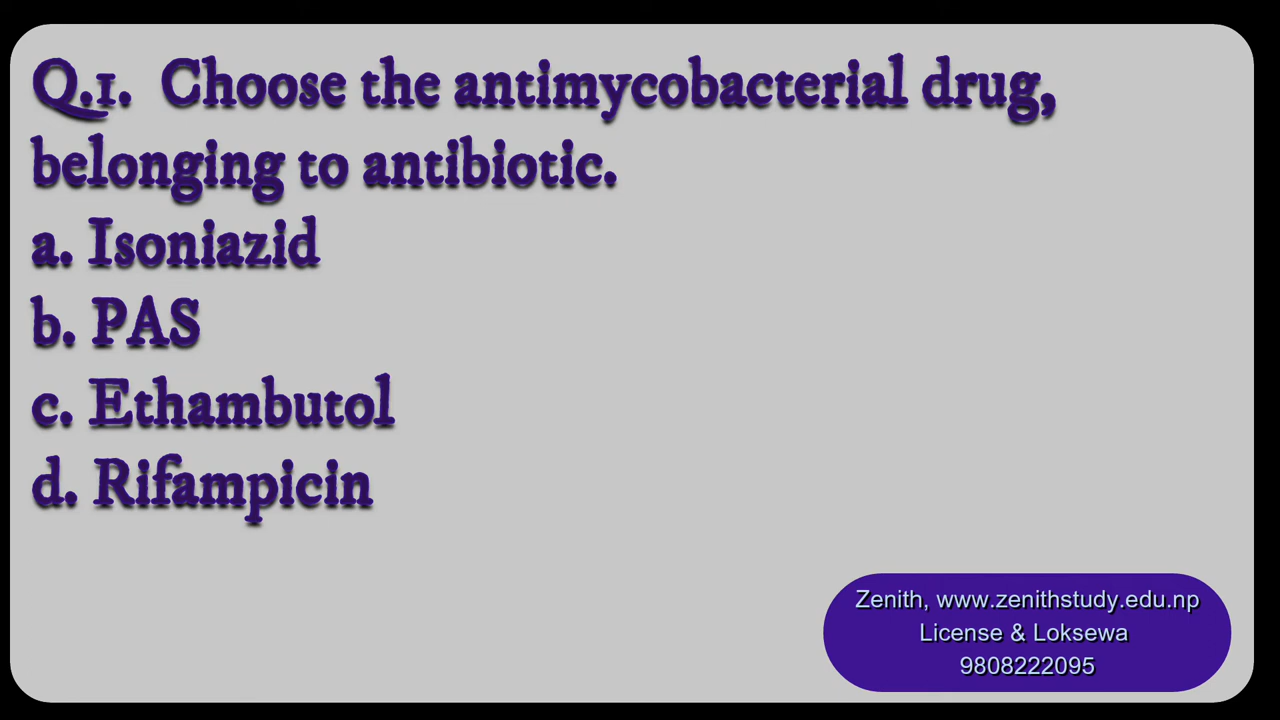 Q.1. Choose the antimycobacterial drug,
belonging to antibiotic.
a. Isoniazid
b. PAS
c. Ethambutol
d. Rifampicin
Zenith, www.zenithstudy.edu.np
License & Loksewa
9808222095